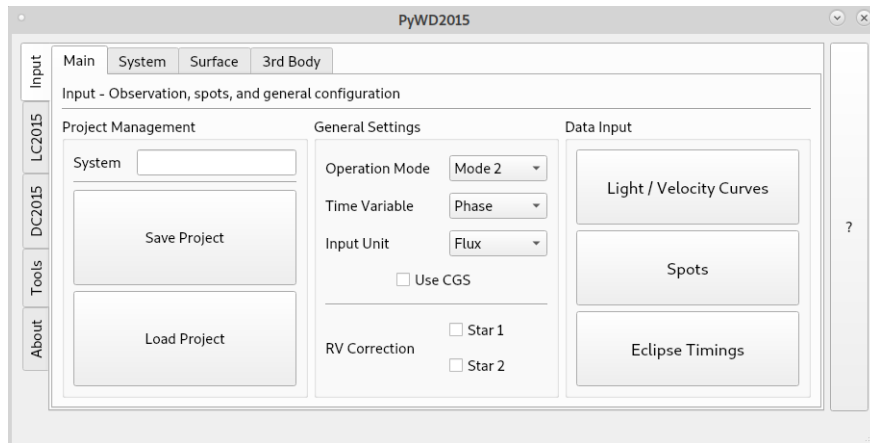 PyWD2015
Input
LC2015
DC2015
Tools
About
Main System Surface 3rd Body
Input - Observation, spots, and general configuration
Project Management
System
Save Project
Load Project
General Settings
Operation Mode Mode 2
Time Variable Phase
Input Unit Flux
Use CGS
RV Correction
Star 1
Star 2
Data Input
Light / Velocity Curves
Spots
Eclipse Timings
?